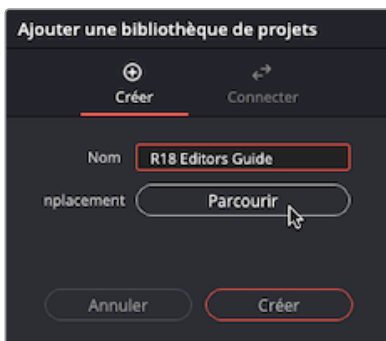 Ajouter une bibliothèque de projets
Créer
Connecter
Nom R18 Editors Guide
nplacement Parcourir
Annuler Créer